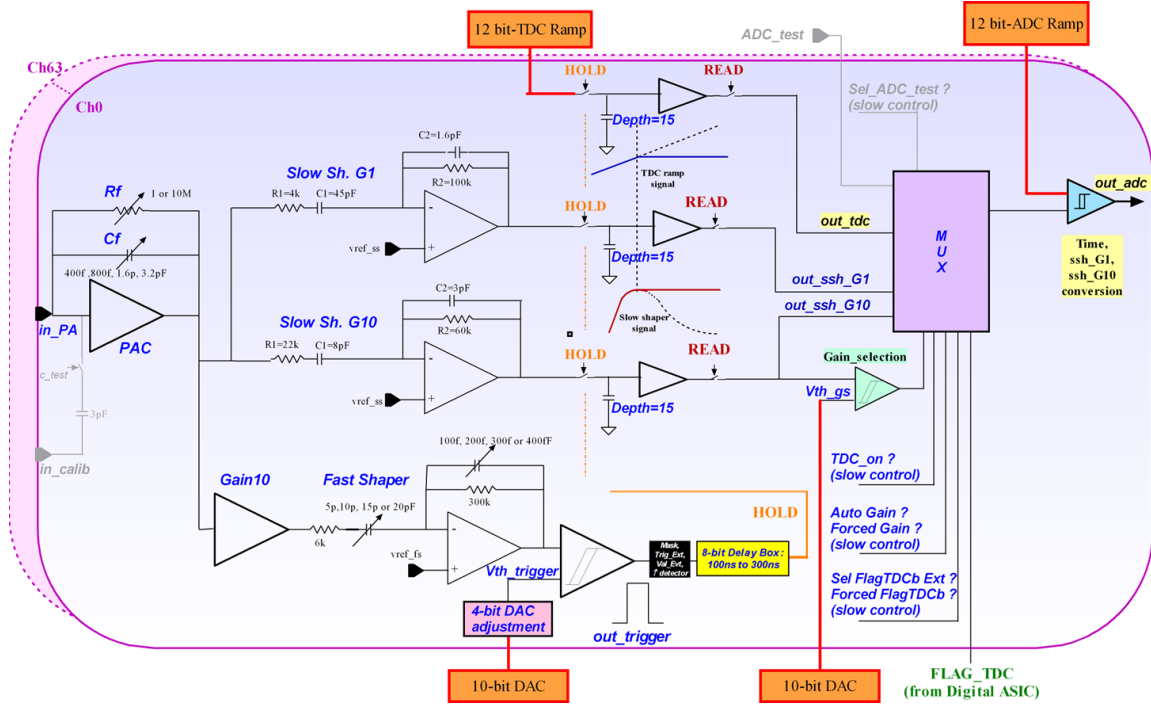 12 bit-TDC Ramp
12 bit-ADC Ramp
ADC_test
Ch63
Ch0
HOLD
READ
Sel_ADC_test ?
(slow control)
Depth=15
C2=1.6pF
Slow Sh. G1
R1=4k
C1=45pF
R2=100k
TDC ramp
signal
Rf
1 or 10M
Cf
400f ,800f, 1.6p, 3.2pF
vref_ss
HOLD
READ
Depth=15
out_tdc
M
U
X
out_adc
Time,
ssh_G1,
ssh_G10
conversion
out_ssh_G1
out_ssh_G10
in_PA
PAC
C2=3pF
Slow Sh. G10
R1=22k
C1=8pF
R2=60k
Slow shaper
signal
c_test
3pF
in_calib
vref_ss
HOLD
READ
Depth=15
Gain_selection
Vth_gs
100f, 200f, 300f or 400fF
Gain10
Fast Shaper
5p,10p, 15p or 20pF
300k
6k
vref_fs
Vth_trigger
HOLD
Mask,
Trig_Ext,
Val_Evt,
↑ detector
8-bit Delay Box :
100ns to 300ns
4-bit DAC
adjustment
out_trigger
TDC_on ?
(slow control)
Auto Gain ?
Forced Gain ?
(slow control)
Sel FlagTDCb Ext ?
Forced FlagTDCb ?
(slow control)
10-bit DAC
10-bit DAC
FLAG_TDC
(from Digital ASIC)